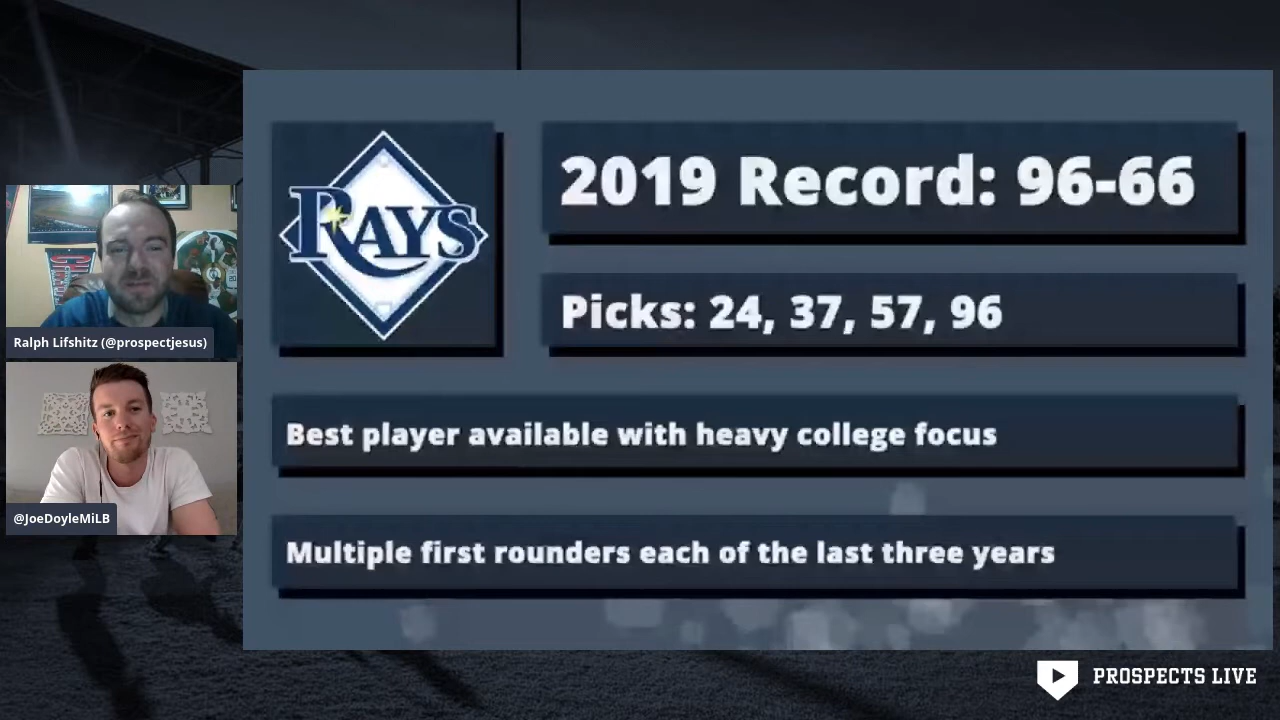 RAYS
2019 Record: 96-66
Picks: 24, 37, 57, 96
Best player available with heavy college focus
Multiple first rounders each of the last three years
Ralph Lifshitz (@prospectjesus)
@JoeDoyleMiLB
PROSPECTS LIVE